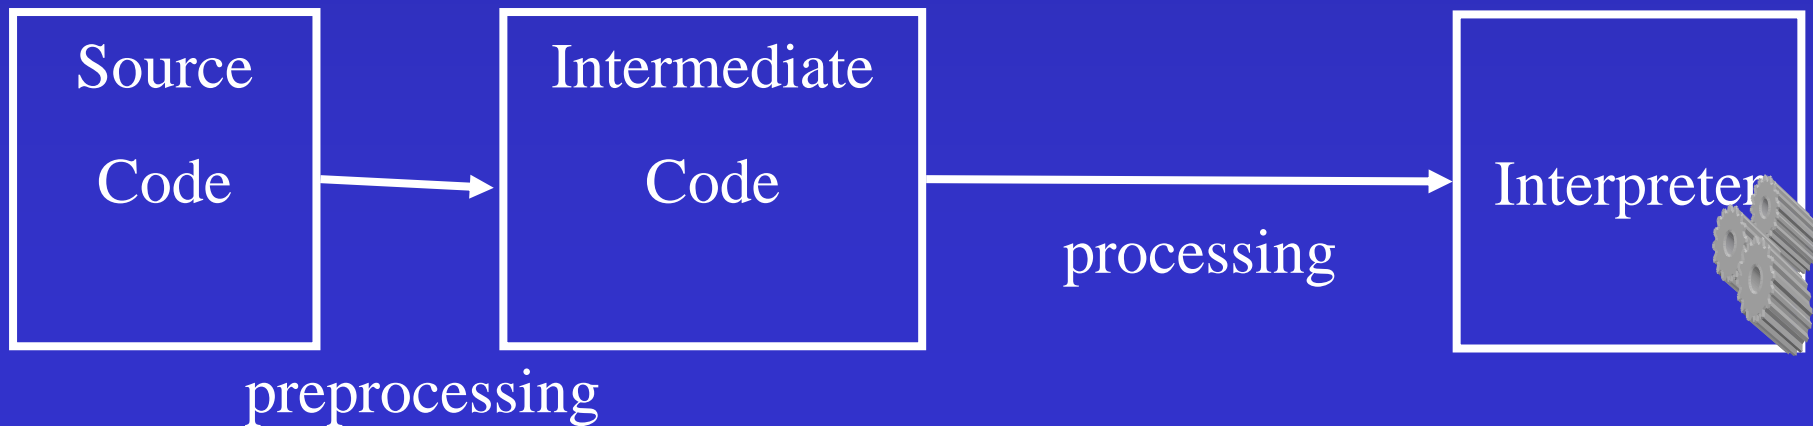 Source
Code
Intermediate
Code
processing
Interpreter
preprocessing